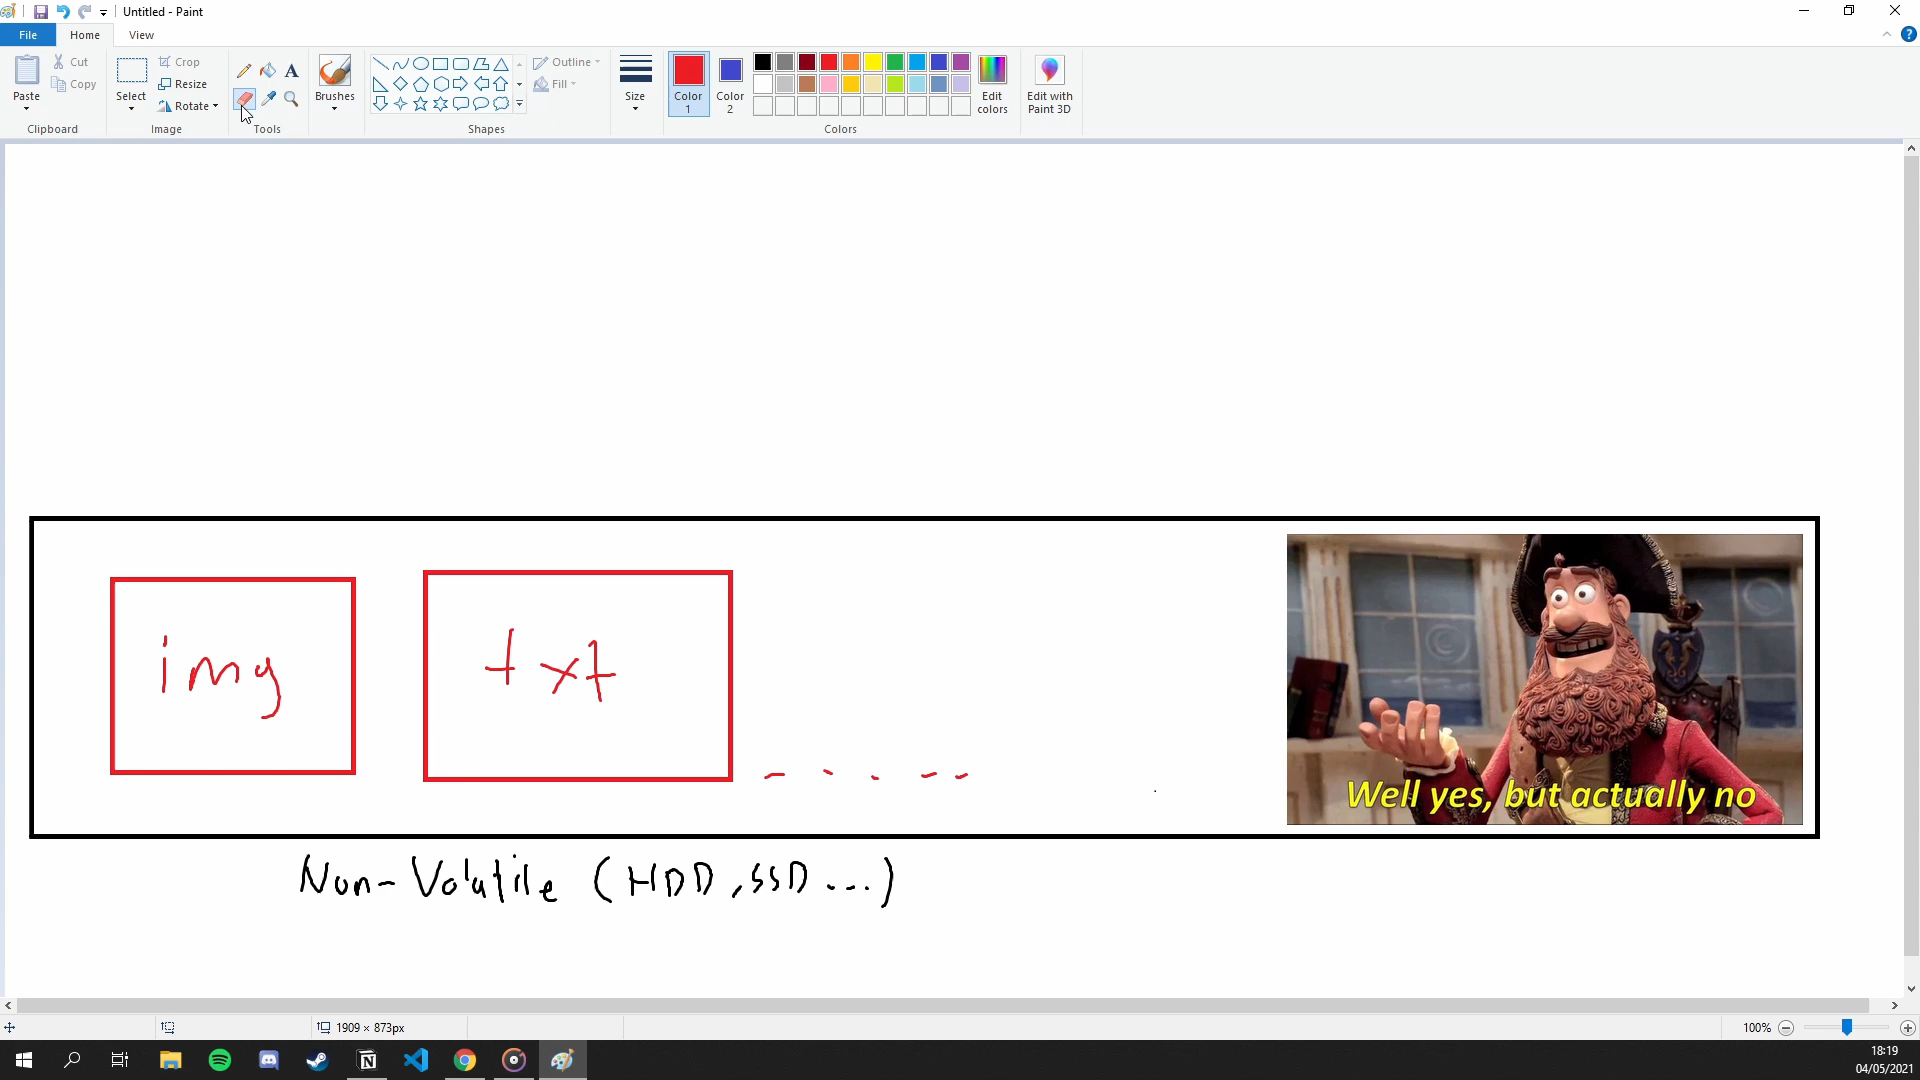 Untitled - Paint
File Home View
Paste
Cut
Copy
Clipboard
Select
Crop
Resize
Rotate
Image
Tools
Brushes
Shapes
Outline
Fill
Size
Color 1
Color 2
Colors
Edit colors
Edit with Paint 3D
img
txt
Well yes, but actually no
Non-Volatile (HDD, SSD...)
1909 × 873px
100%
18:19
04/05/2021